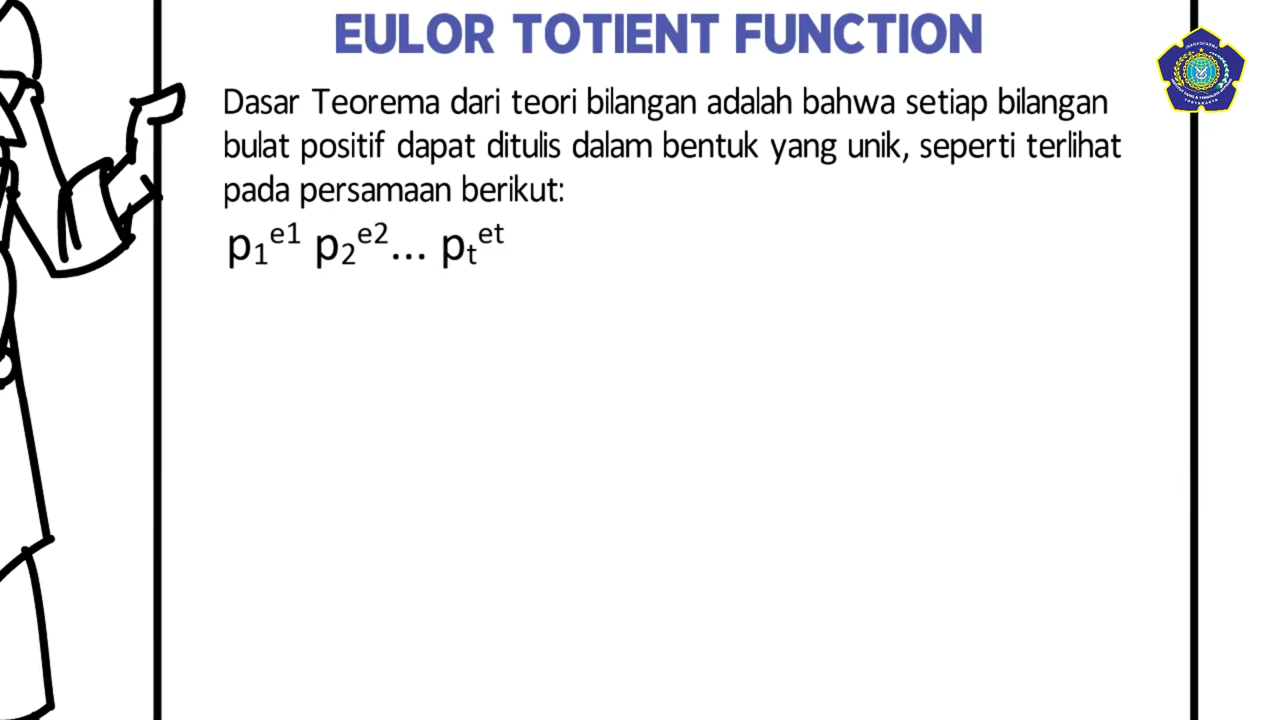 EULOR TOTIENT FUNCTION
Dasar Teorema dari teori bilangan adalah bahwa setiap bilangan
bulat positif dapat ditulis dalam bentuk yang unik, seperti terlihat
pada persamaan berikut:
p₁ᵉ¹ p₂ᵉ²... pₜᵉᵗ